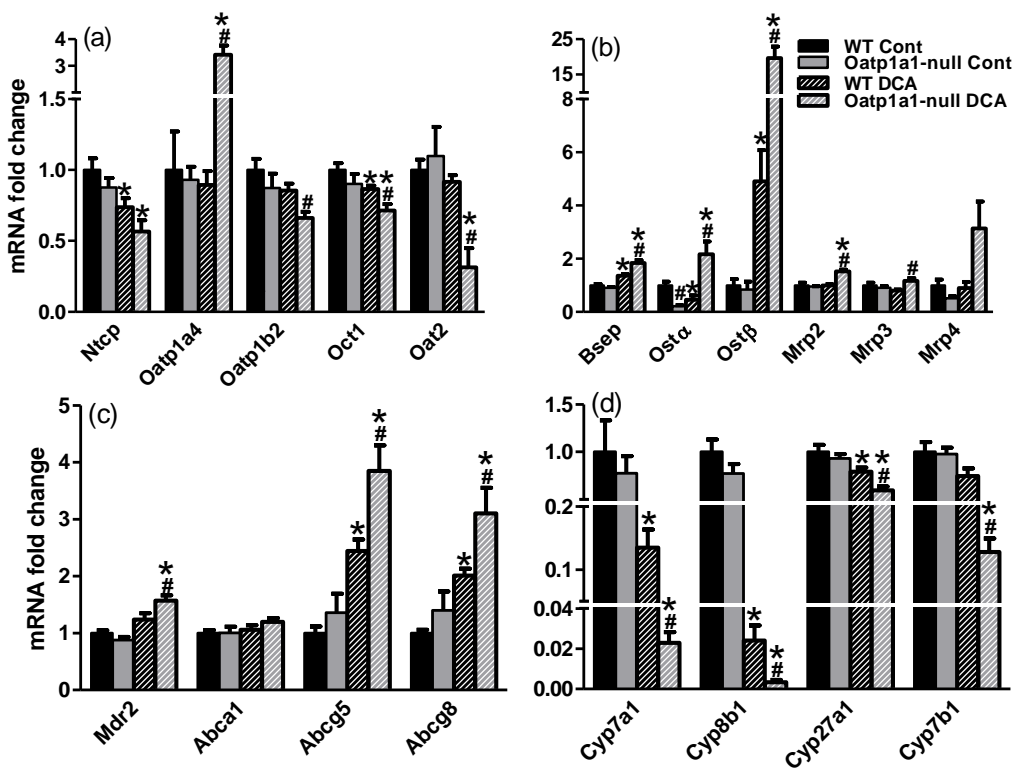 (a)
mRNA fold change
4
3
1.5
1.0
0.5
0.0
*
#
* *
#
* *
#
*
#
Ntcp
Oatp1a4
Oatp1b2
Oct1
Oat2
(b)
WT Cont
Oatp1a1-null Cont
WT DCA
Oatp1a1-null DCA
25
15
8
6
4
2
0
*
#
*
*
#
*
#
*
*
#
*
#
#
Bsep
Ostα
Ostβ
Mrp2
Mrp3
Mrp4
(c)
mRNA fold change
5
4
3
2
1
0
*
#
*
*
#
*
*
#
Mdr2
Abca1
Abcg5
Abcg8
(d)
1.5
1.0
0.2
0.1
0.04
0.02
0.00
*
*
#
*
*
#
* *
#
*
#
Cyp7a1
Cyp8b1
Cyp27a1
Cyp7b1